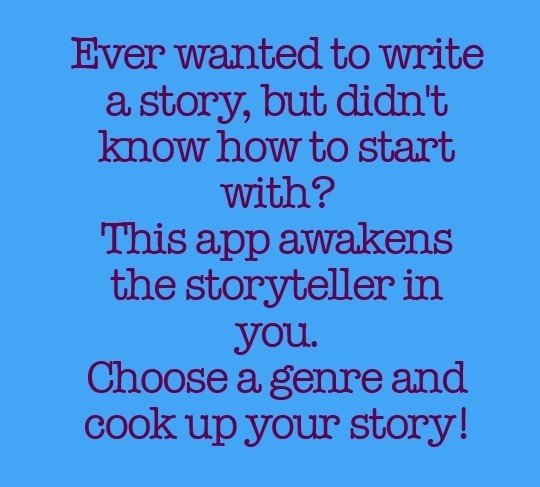 Ever wanted to write
a story, but didn't
know how to start
with?
This app awakens
the storyteller in
you.
Choose a genre and
cook up your story!